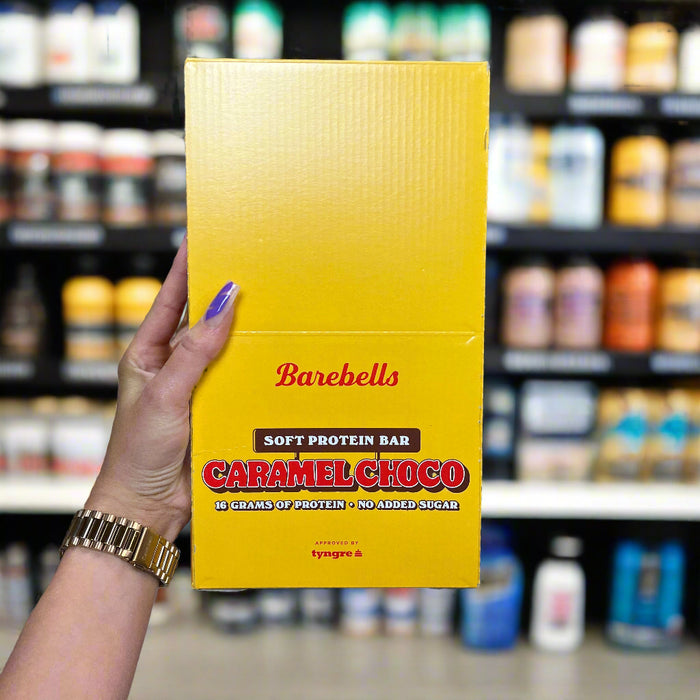 Barebells
SOFT PROTEIN BAR
CARAMEL CHOCO
16 GRAMS OF PROTEIN • NO ADDED SUGAR
APPROVED BY
tyngre